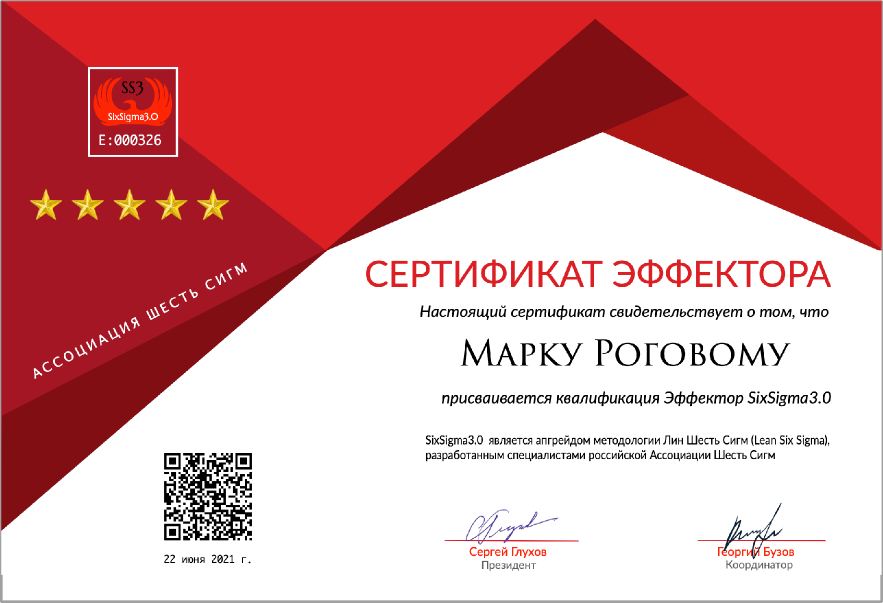 SS3
SixSigma3.0
E:000326
АССОЦИАЦИЯ ШЕСТЬ СИГМ
СЕРТИФИКАТ ЭФФЕКТОРА
Настоящий сертификат свидетельствует о том, что
Марку Роговому
присваивается квалификация Эффектор SixSigma3.0
SixSigma3.0 является апгрейдом методологии Лин Шесть Сигм (Lean Six Sigma),
разработанным специалистами российской Ассоциации Шесть Сигм
22 июня 2021 г.
Сергей Глухов
Президент
Георгий Бузов
Координатор